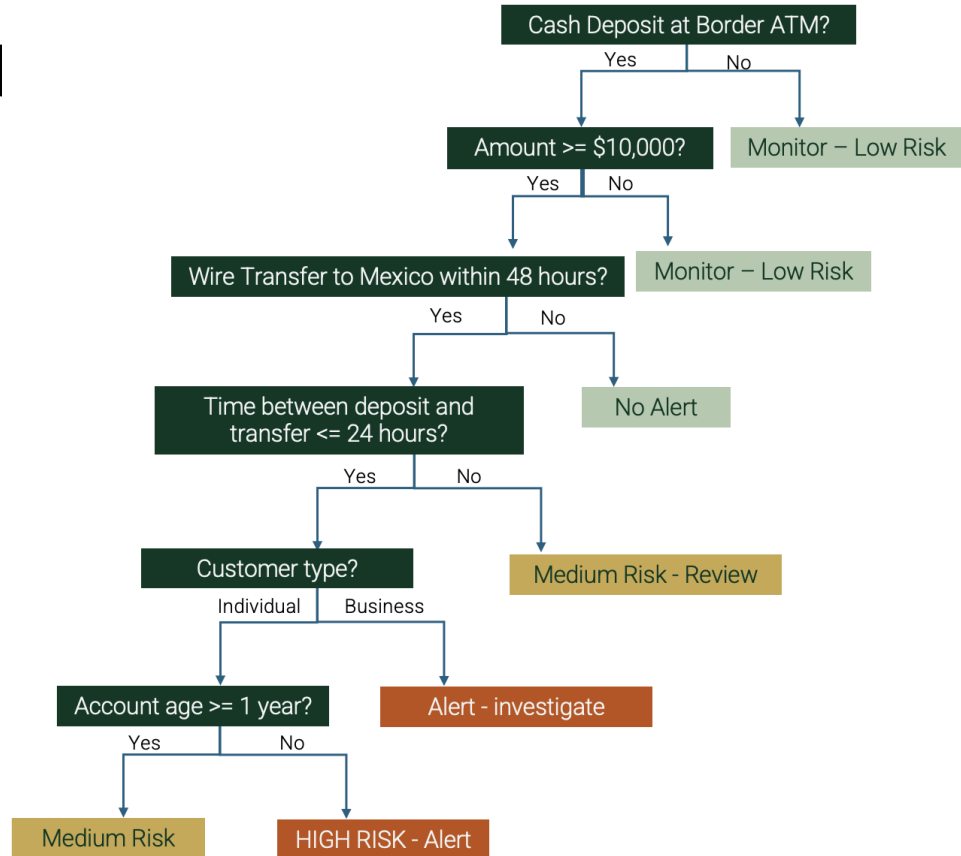 Cash Deposit at Border ATM?
Yes
No
Amount >= $10,000?
Monitor – Low Risk
Yes
No
Wire Transfer to Mexico within 48 hours?
Monitor – Low Risk
Yes
No
Time between deposit and
transfer <= 24 hours?
No Alert
Yes
No
Customer type?
Medium Risk - Review
Individual
Business
Account age >= 1 year?
Alert - investigate
Yes
No
Medium Risk
HIGH RISK - Alert